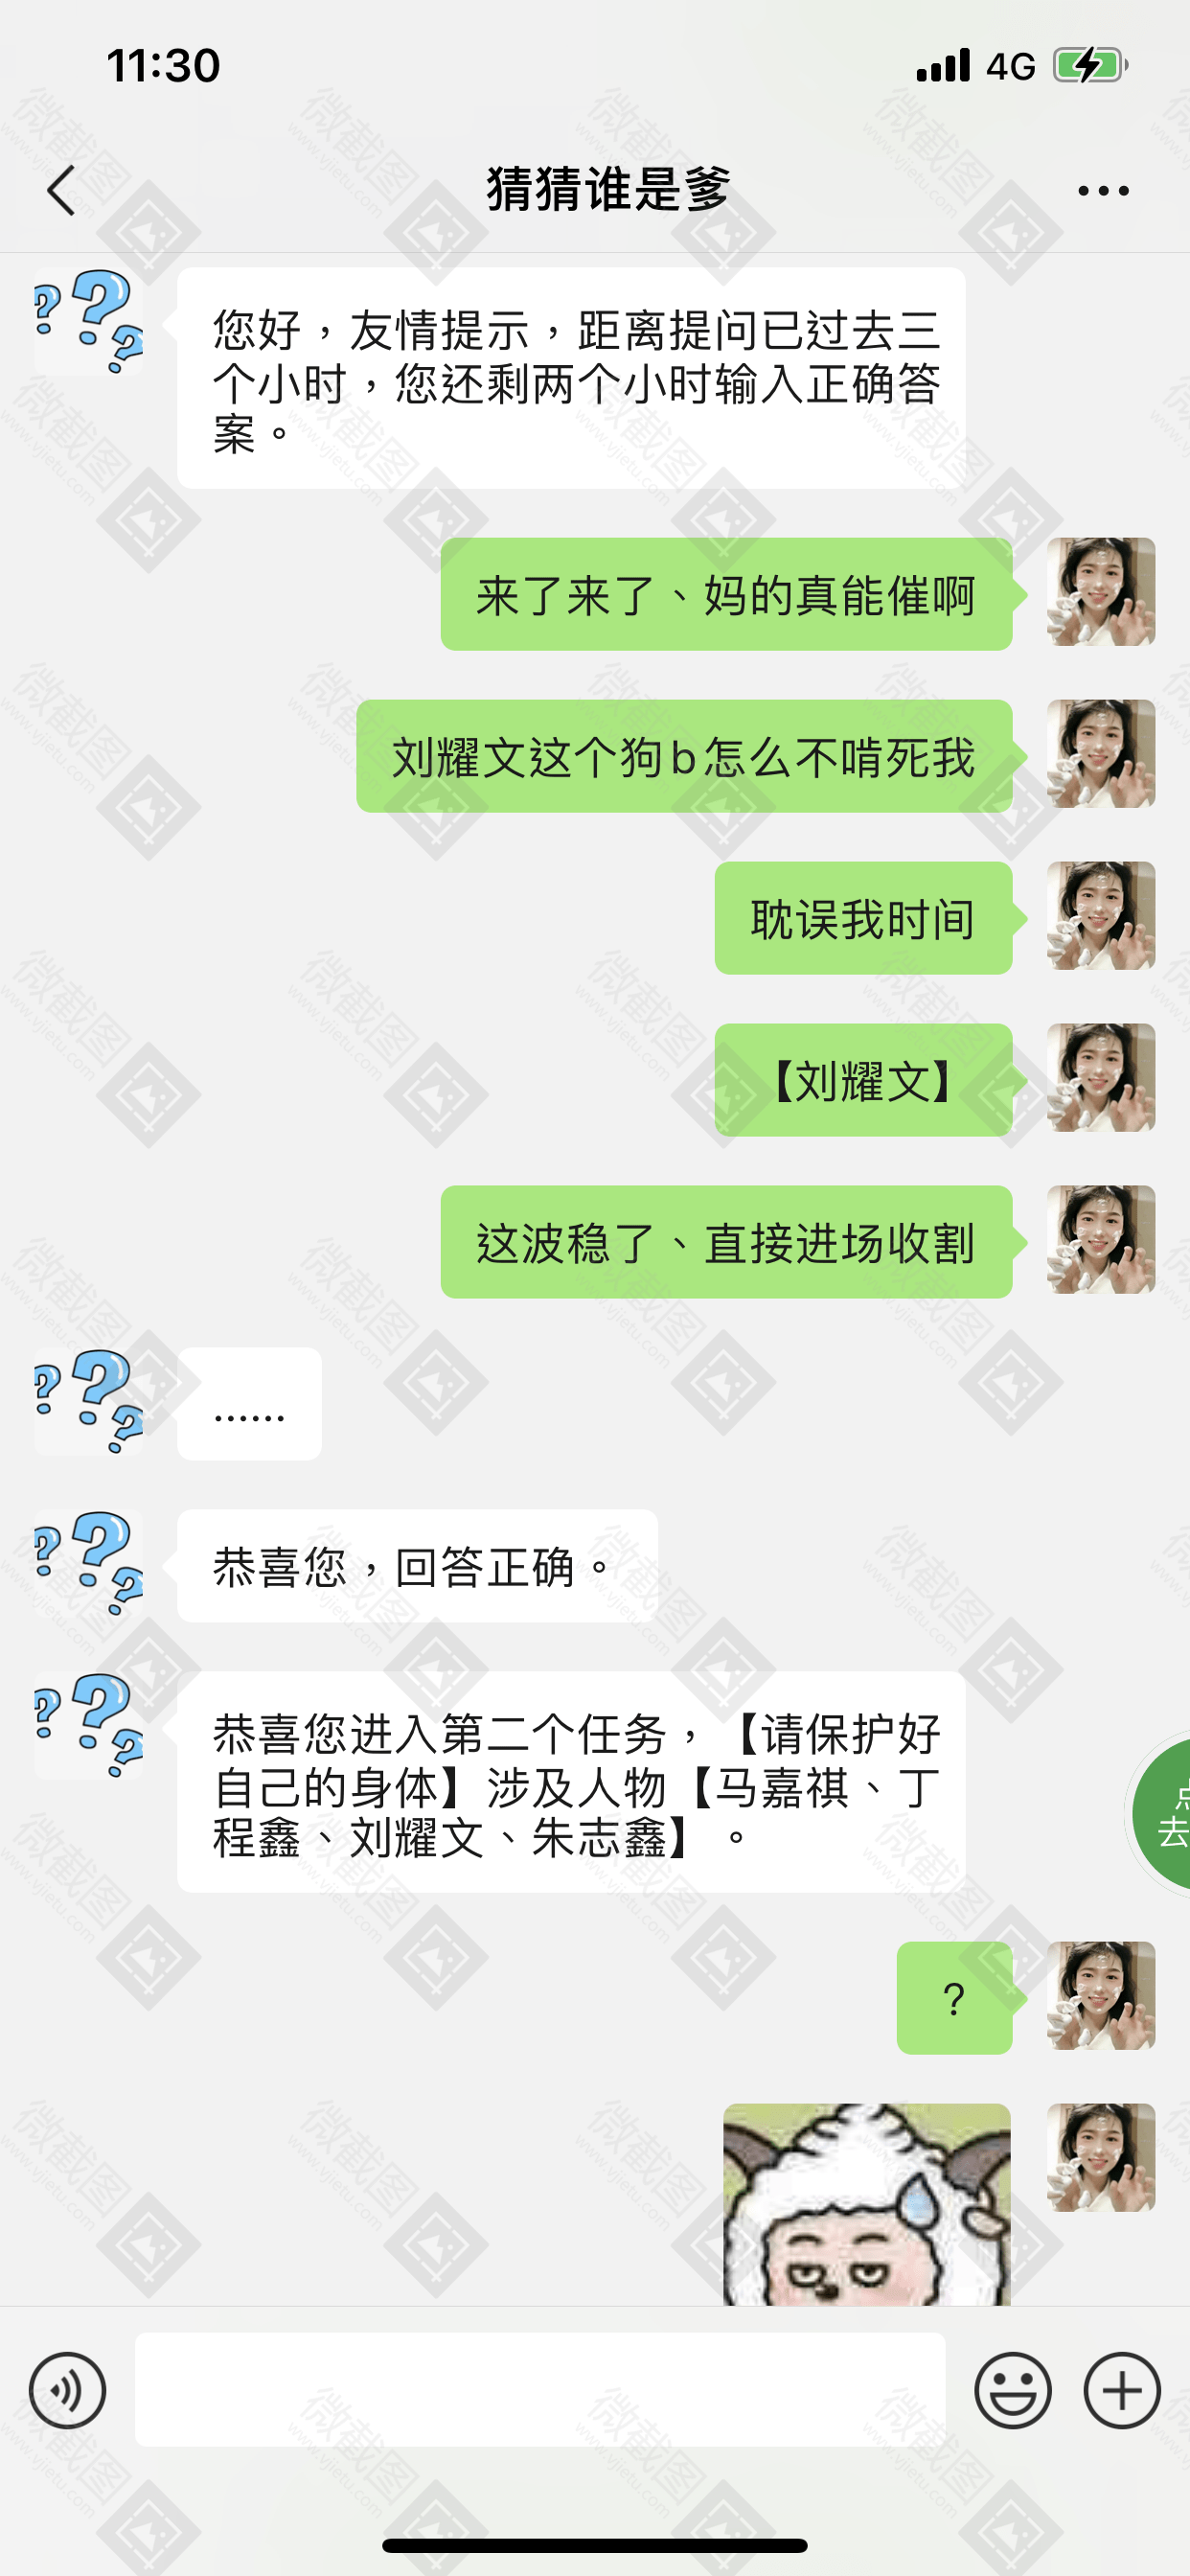 11:30
4G
猜猜谁是爹
您好，友情提示，距离提问已过去三
个小时，您还剩两个小时输入正确答
案。
来了来了、妈的真能催啊
刘耀文这个狗b怎么不啃死我
耽误我时间
【刘耀文】
这波稳了、直接进场收割
......
恭喜您，回答正确。
恭喜您进入第二个任务，【请保护好
自己的身体】涉及人物【马嘉祺、丁
程鑫、刘耀文、朱志鑫】 。
点
去
?
微截图
www.vjietu.com